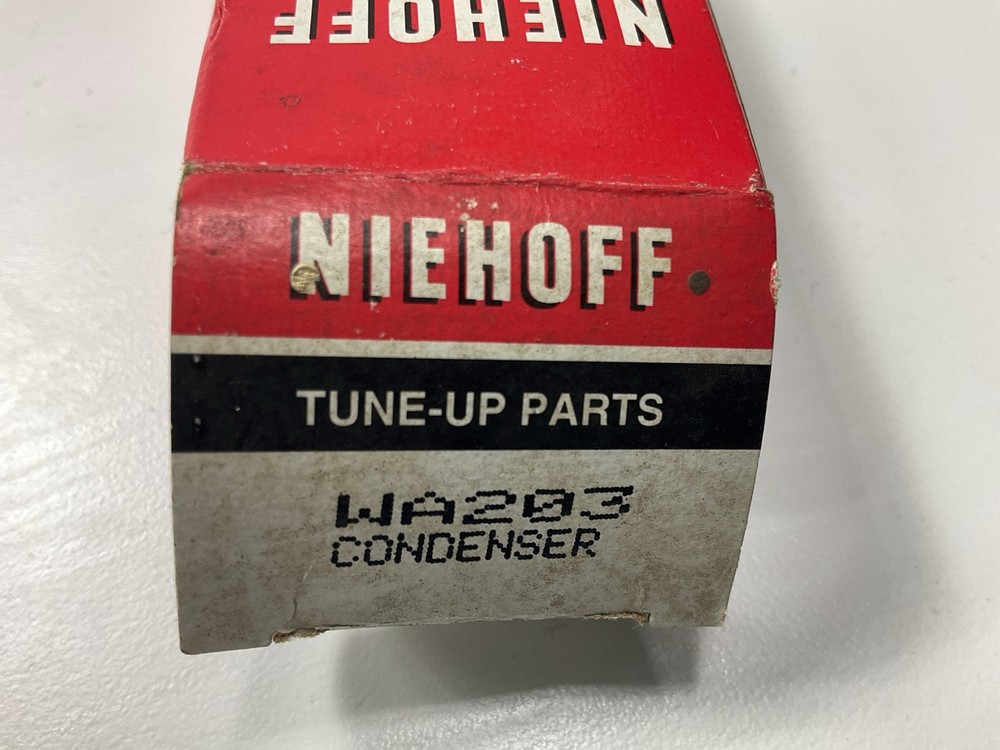 NIEHOFF
NIEHOFF
TUNE-UP PARTS
WA203
CONDENSER